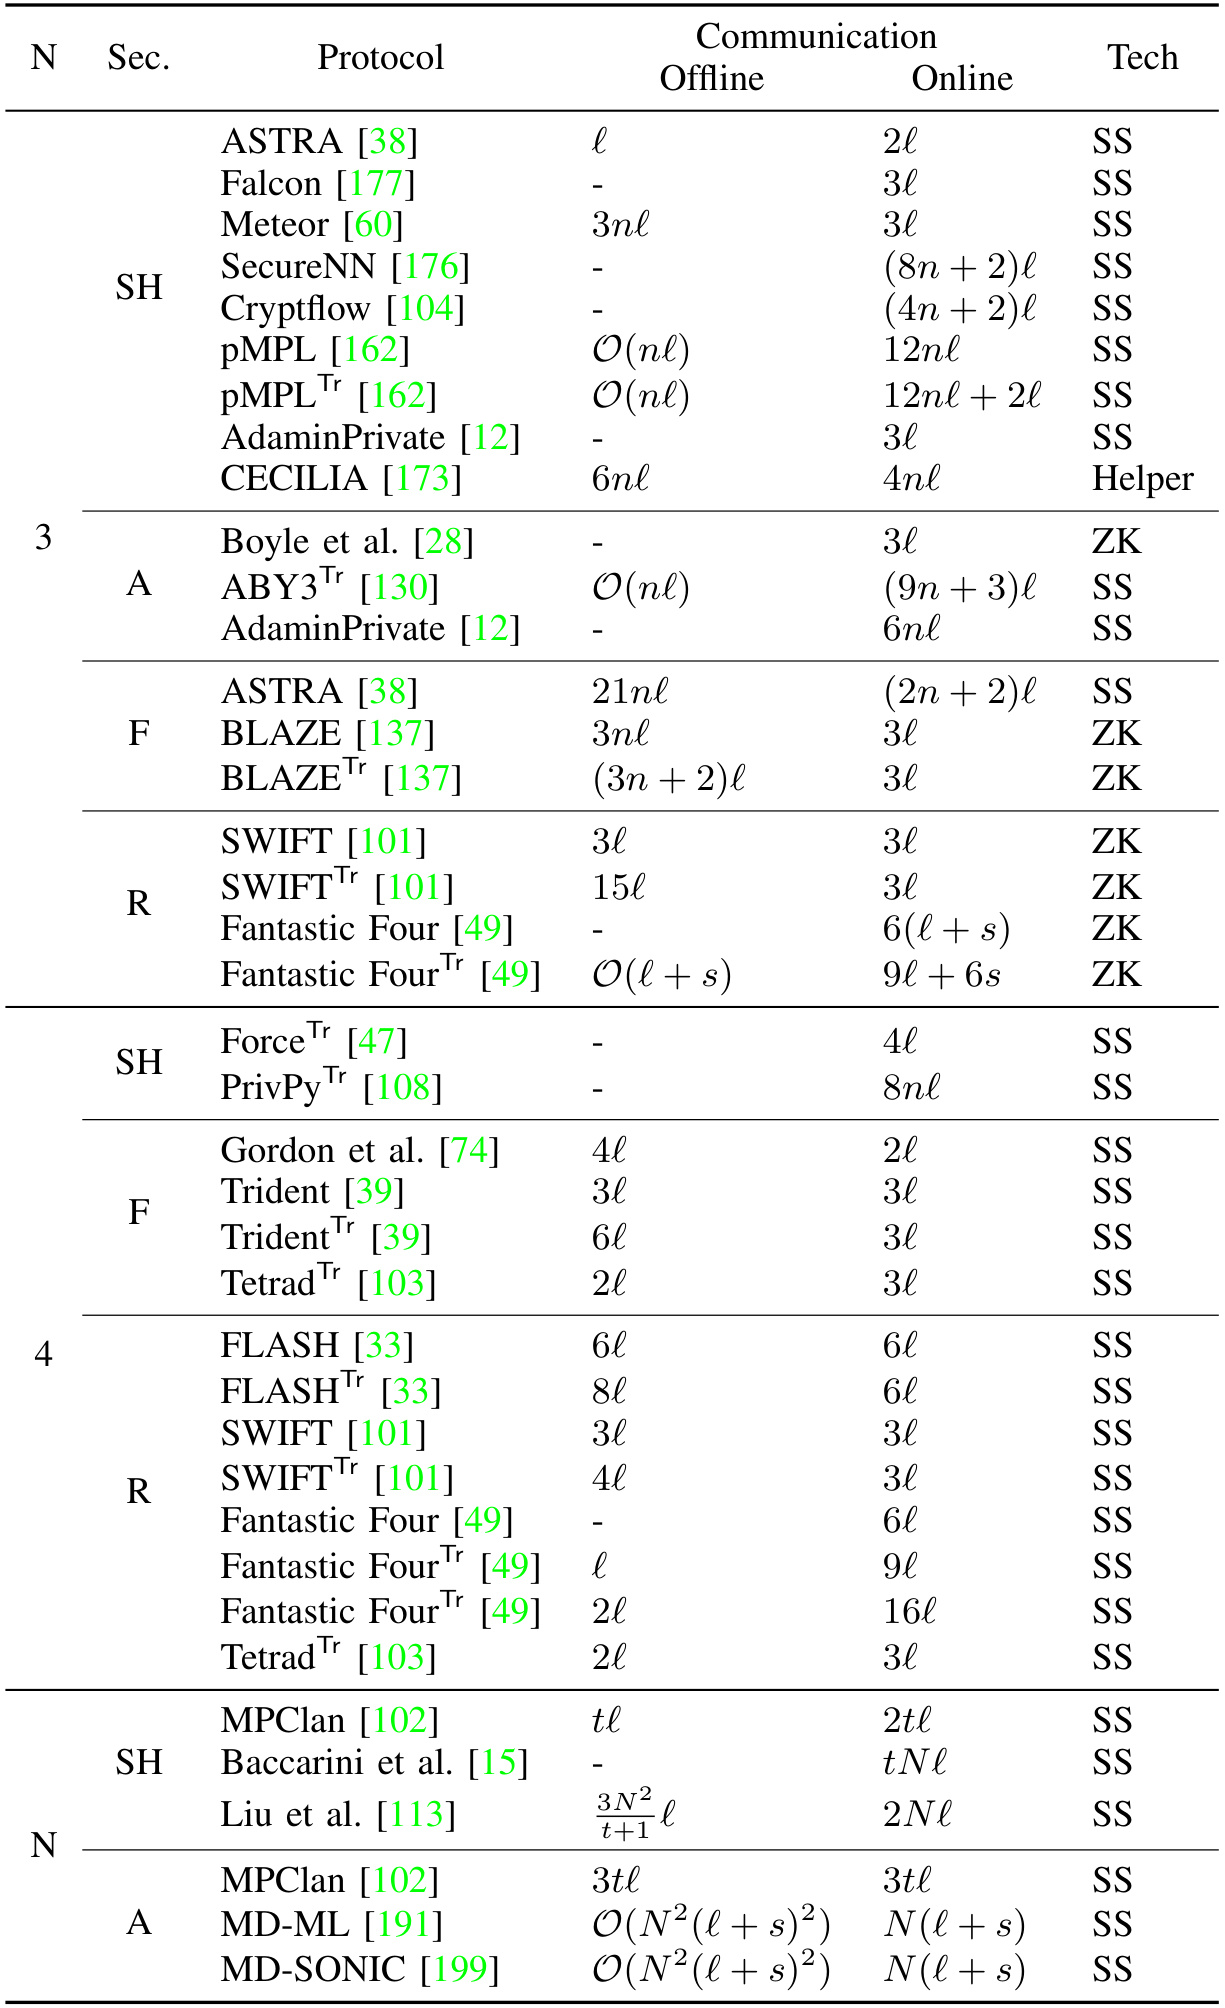 N Sec. Protocol Communication Tech
Offline Online
ASTRA [38] ℓ 2ℓ SS
Falcon [177] - 3ℓ SS
Meteor [60] 3nℓ 3ℓ SS
SecureNN [176] - (8n + 2)ℓ SS
SH
Cryptflow [104] - (4n + 2)ℓ SS
pMPL [162] O(nℓ) 12nℓ SS
pMPL^Tr [162] O(nℓ) 12nℓ + 2ℓ SS
AdaminPrivate [12] - 3ℓ SS
CECILIA [173] 6nℓ 4nℓ Helper
3
Boyle et al. [28] - 3ℓ ZK
A ABY3^Tr [130] O(nℓ) (9n + 3)ℓ SS
AdaminPrivate [12] - 6nℓ SS
ASTRA [38] 21nℓ (2n + 2)ℓ SS
F BLAZE [137] 3nℓ 3ℓ ZK
BLAZE^Tr [137] (3n + 2)ℓ 3ℓ ZK
SWIFT [101] 3ℓ 3ℓ ZK
SWIFT^Tr [101] 15ℓ 3ℓ ZK
R
Fantastic Four [49] - 6(ℓ + s) ZK
Fantastic Four^Tr [49] O(ℓ + s) 9ℓ + 6s ZK
Force^Tr [47] - 4ℓ SS
SH
PrivPy^Tr [108] - 8nℓ SS
Gordon et al. [74] 4ℓ 2ℓ SS
Trident [39] 3ℓ 3ℓ SS
F
Trident^Tr [39] 6ℓ 3ℓ SS
Tetrad^Tr [103] 2ℓ 3ℓ SS
4
FLASH [33] 6ℓ 6ℓ SS
FLASH^Tr [33] 8ℓ 6ℓ SS
SWIFT [101] 3ℓ 3ℓ SS
SWIFT^Tr [101] 4ℓ 3ℓ SS
R
Fantastic Four [49] - 6ℓ SS
Fantastic Four^Tr [49] ℓ 9ℓ SS
Fantastic Four^Tr [49] 2ℓ 16ℓ SS
Tetrad^Tr [103] 2ℓ 3ℓ SS
MPClan [102] tℓ 2tℓ SS
SH Baccarini et al. [15] - tNℓ SS
Liu et al. [113] 3N^2/(t+1) ℓ 2Nℓ SS
N
MPClan [102] 3tℓ 3tℓ SS
A MD-ML [191] O(N^2(ℓ + s)^2) N(ℓ + s) SS
MD-SONIC [199] O(N^2(ℓ + s)^2) N(ℓ + s) SS